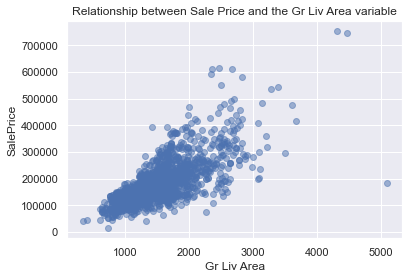 Relationship between Sale Price and the Gr Liv Area variable
700000
600000
500000
400000
300000
200000
100000
0
SalePrice
1000 2000 3000 4000 5000
Gr Liv Area